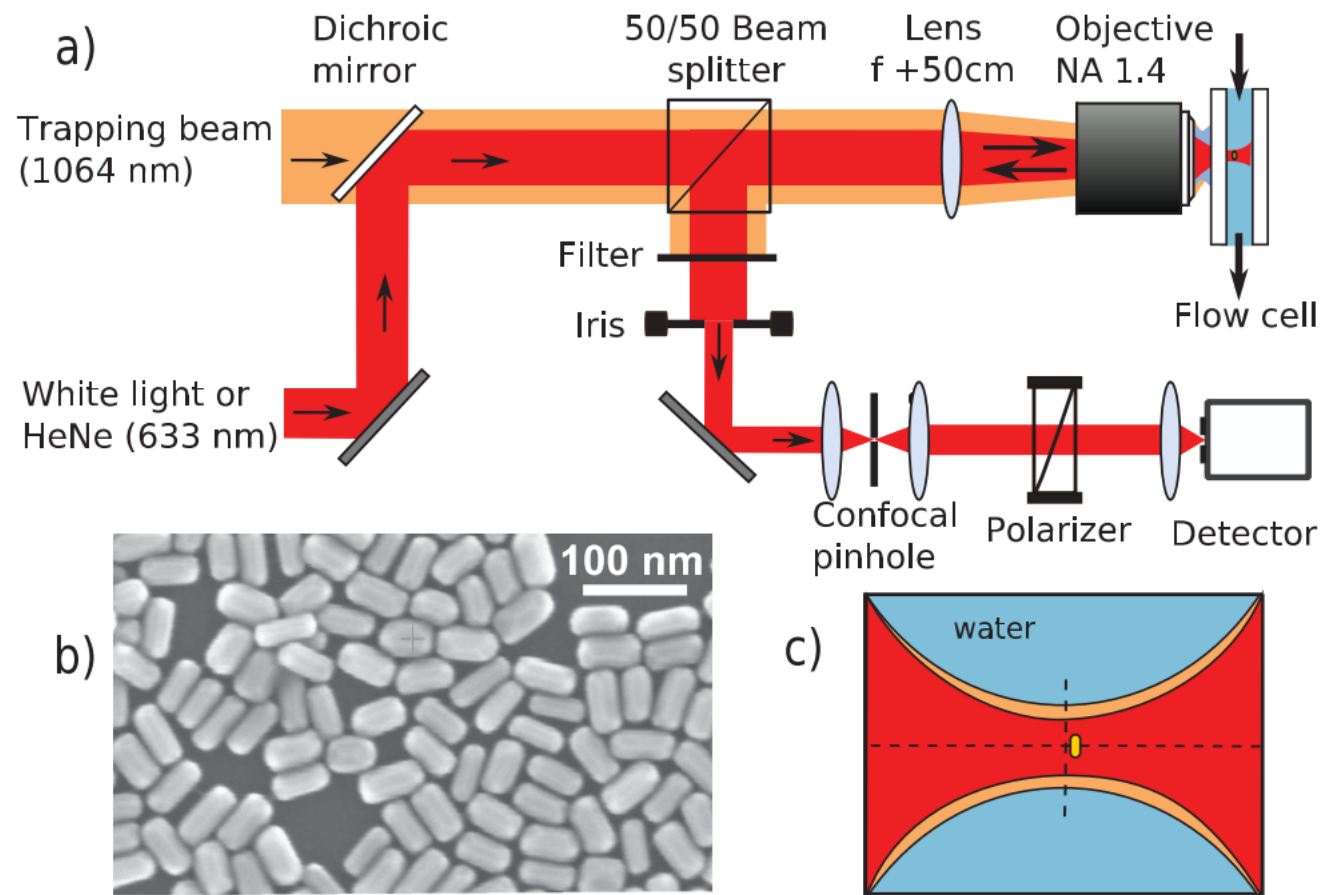 a)
Dichroic
mirror
50/50 Beam
splitter
Lens
f +50cm
Objective
NA 1.4
Trapping beam
(1064 nm)
Filter
Iris
Flow cell
White light or
HeNe (633 nm)
Confocal
pinhole
Polarizer
Detector
b)
100 nm
c)
water